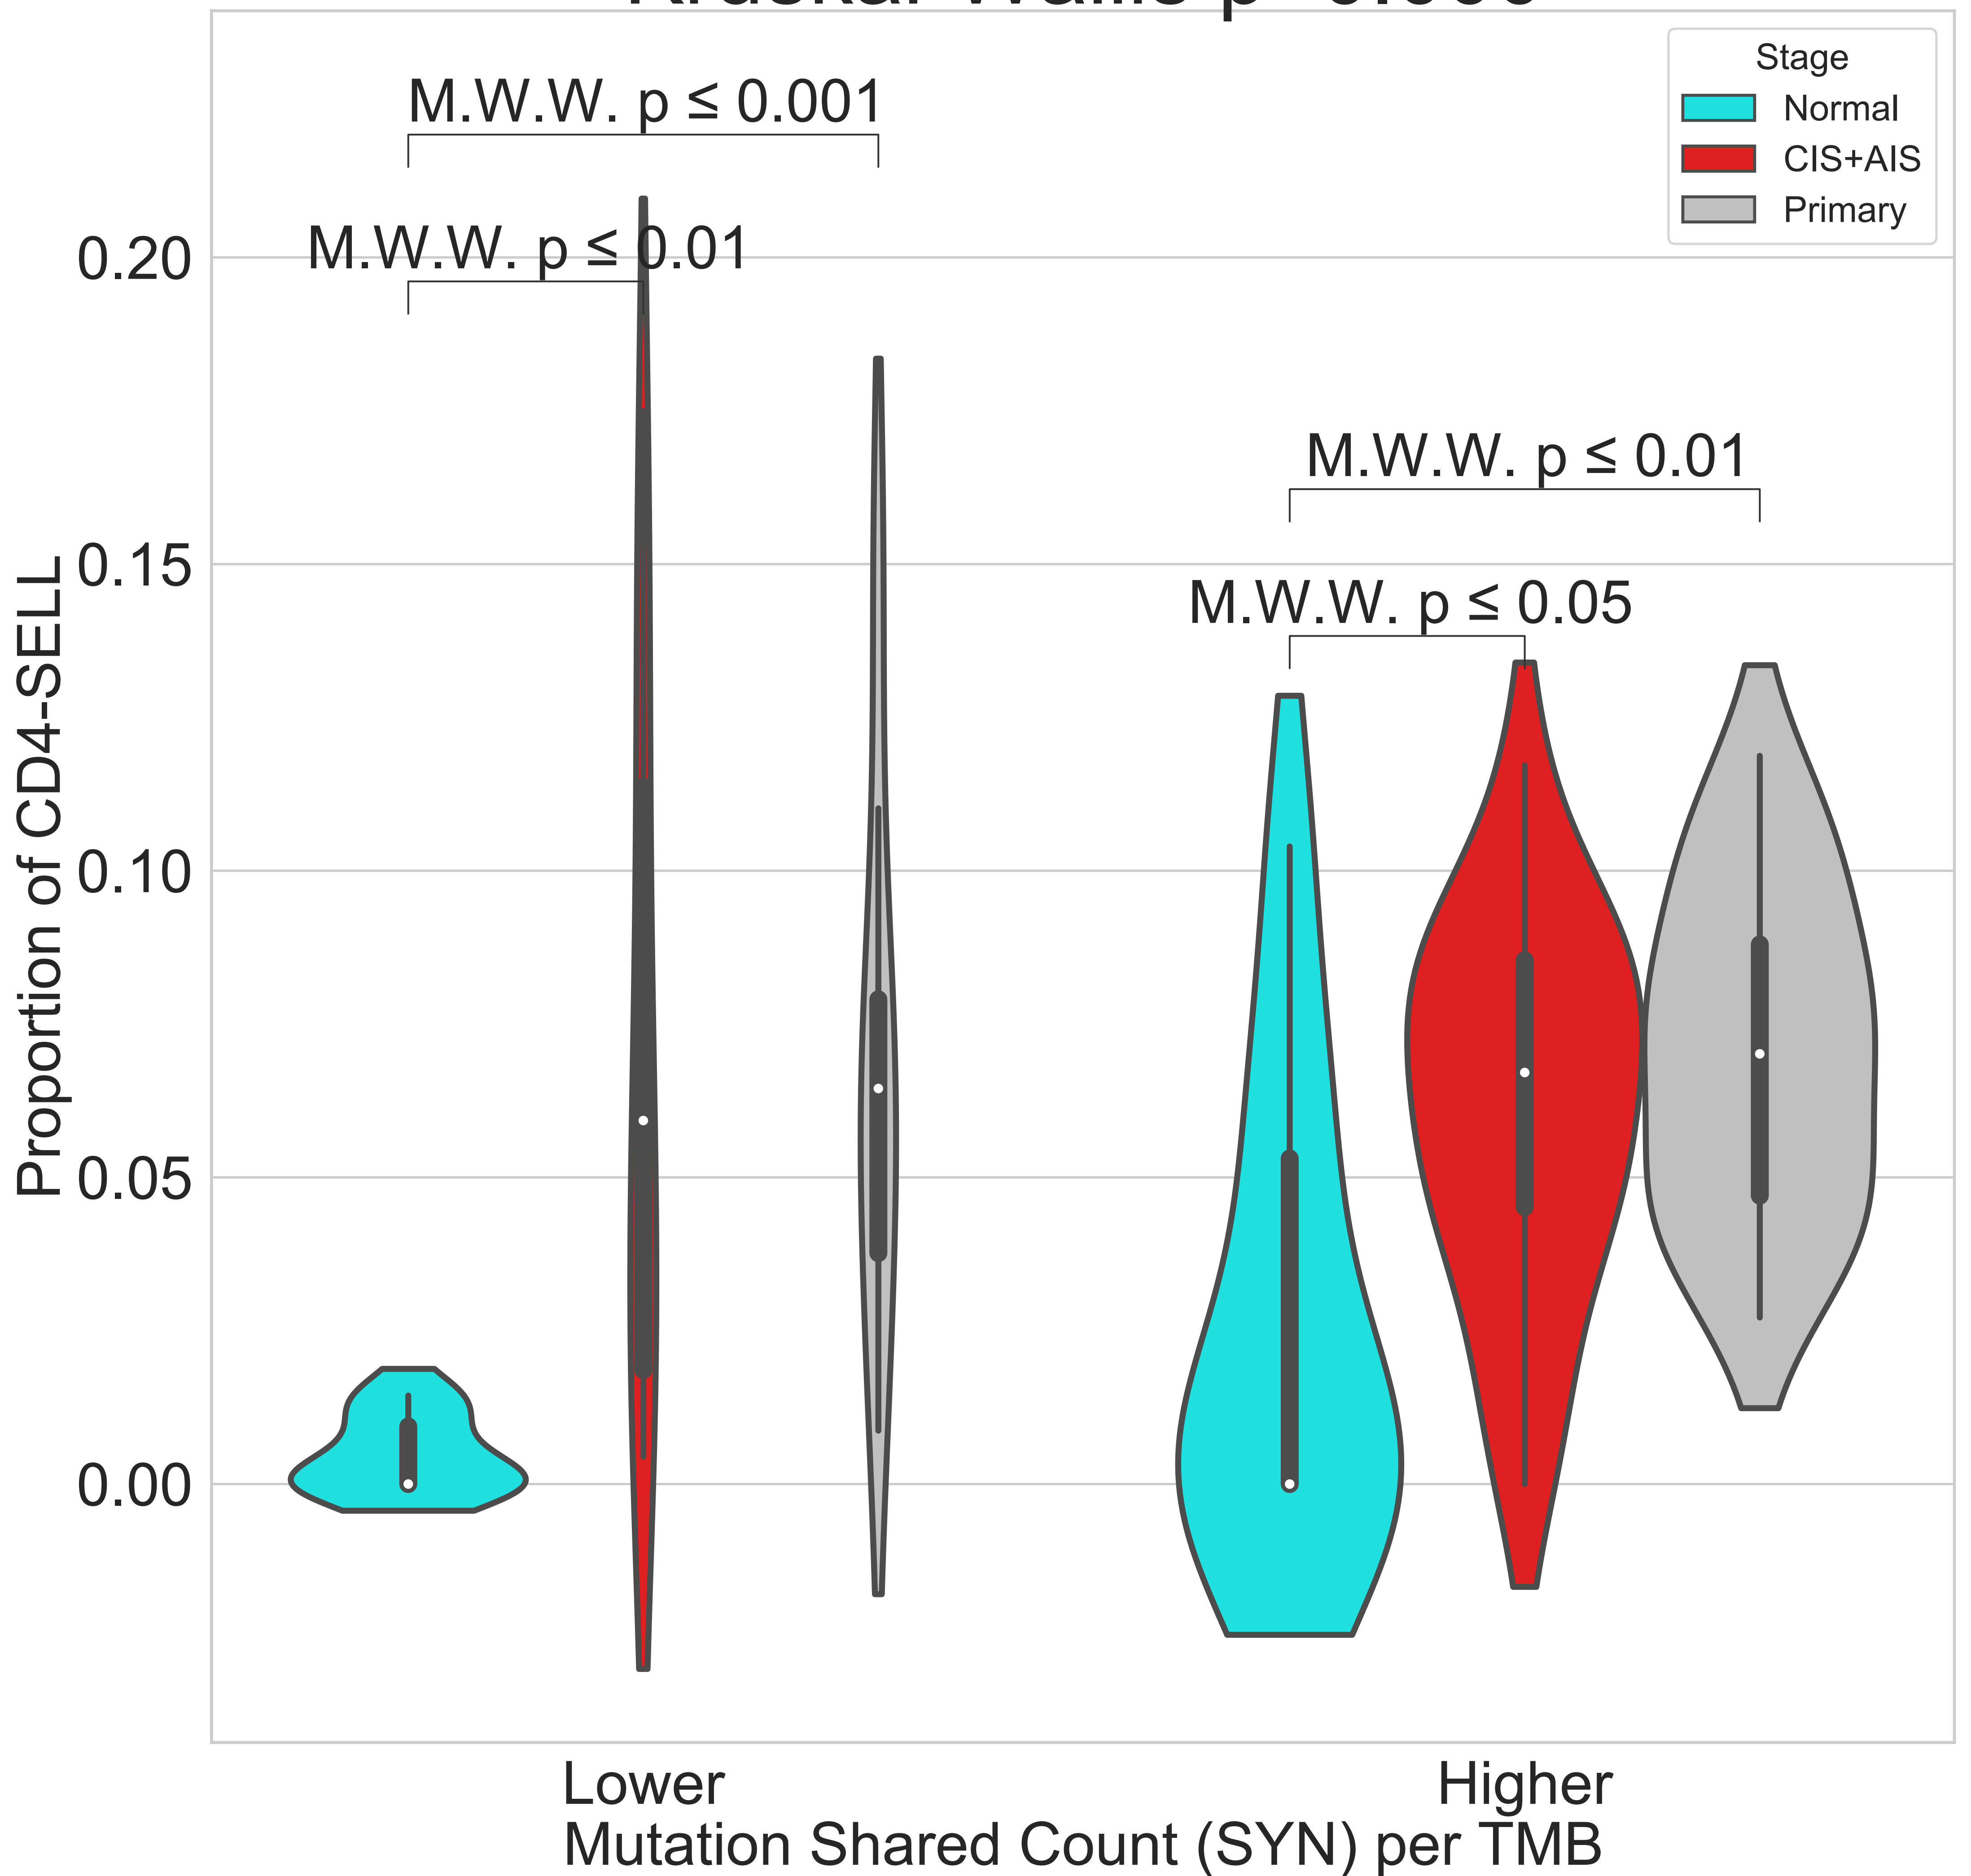 Stage
Normal
CIS+AIS
Primary
M.W.W. p ≤ 0.001
M.W.W. p ≤ 0.01
M.W.W. p ≤ 0.01
M.W.W. p ≤ 0.05
Proportion of CD4-SELL
0.20
0.15
0.10
0.05
0.00
Lower
Higher
Mutation Shared Count (SYN) per TMB